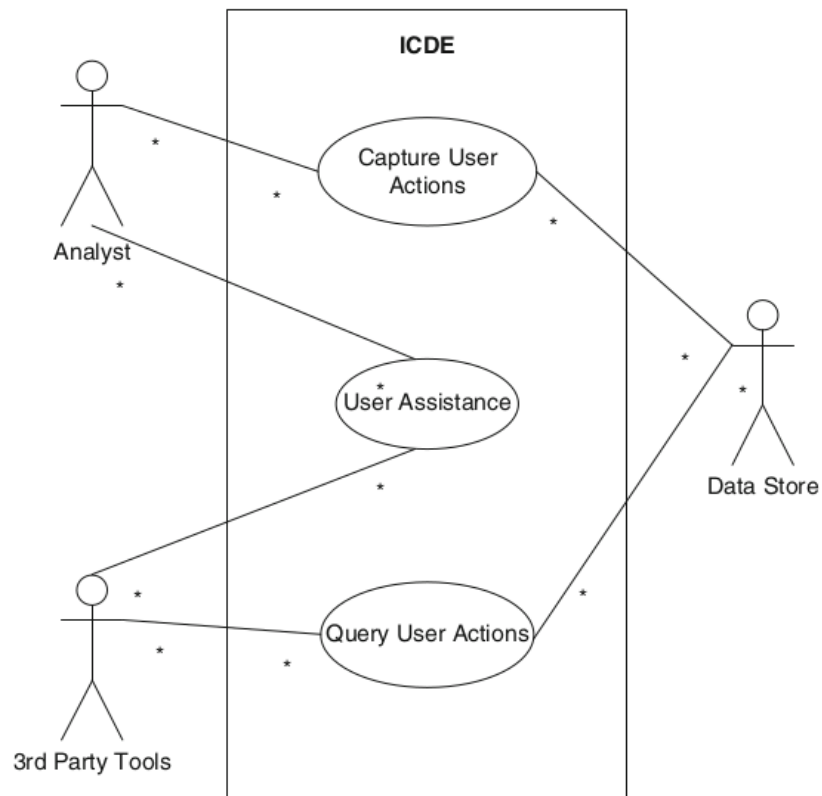 ICDE
Capture User
Actions
*
*
*
Analyst
*
*
*
*
User Assistance
Data Store
*
*
*
Query User Actions
*
*
3rd Party Tools